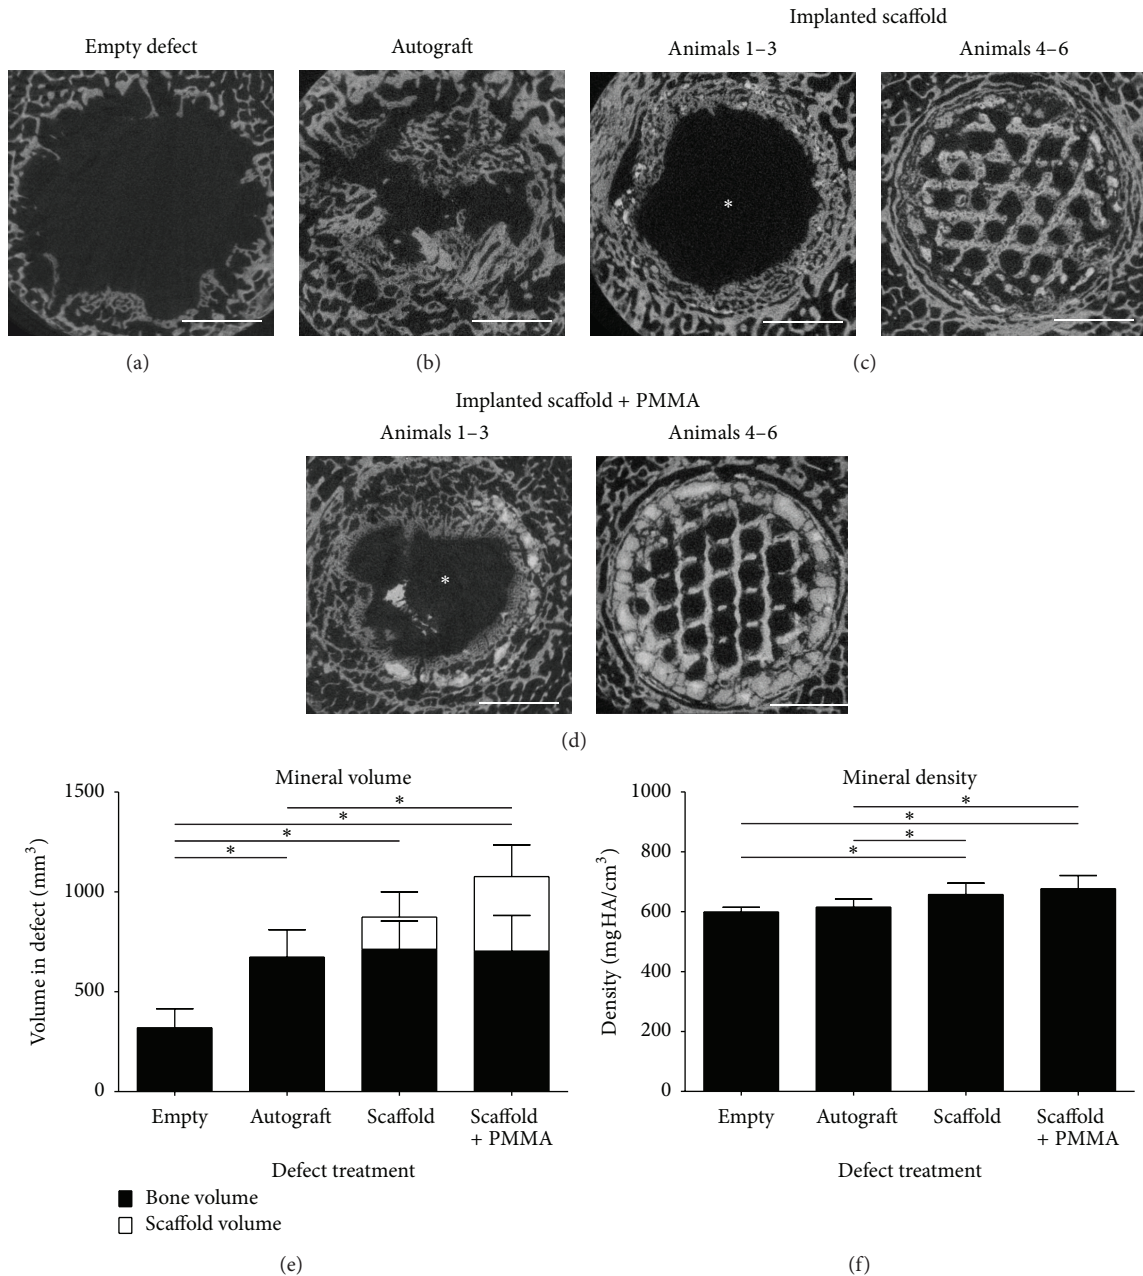 Implanted scaffold
Empty defect
Autograft
Animals 1–3
Animals 4–6
*
(a)
(b)
(c)
Implanted scaffold + PMMA
Animals 1–3
Animals 4–6
*
(d)
Mineral volume
1500
1000
500
0
Volume in defect (mm³)
*
*
*
*
Empty
Autograft
Scaffold
Scaffold
+ PMMA
Defect treatment
Bone volume
Scaffold volume
(e)
Mineral density
1000
800
600
400
200
0
Density (mg HA/cm³)
*
*
*
*
Empty
Autograft
Scaffold
Scaffold
+ PMMA
Defect treatment
(f)